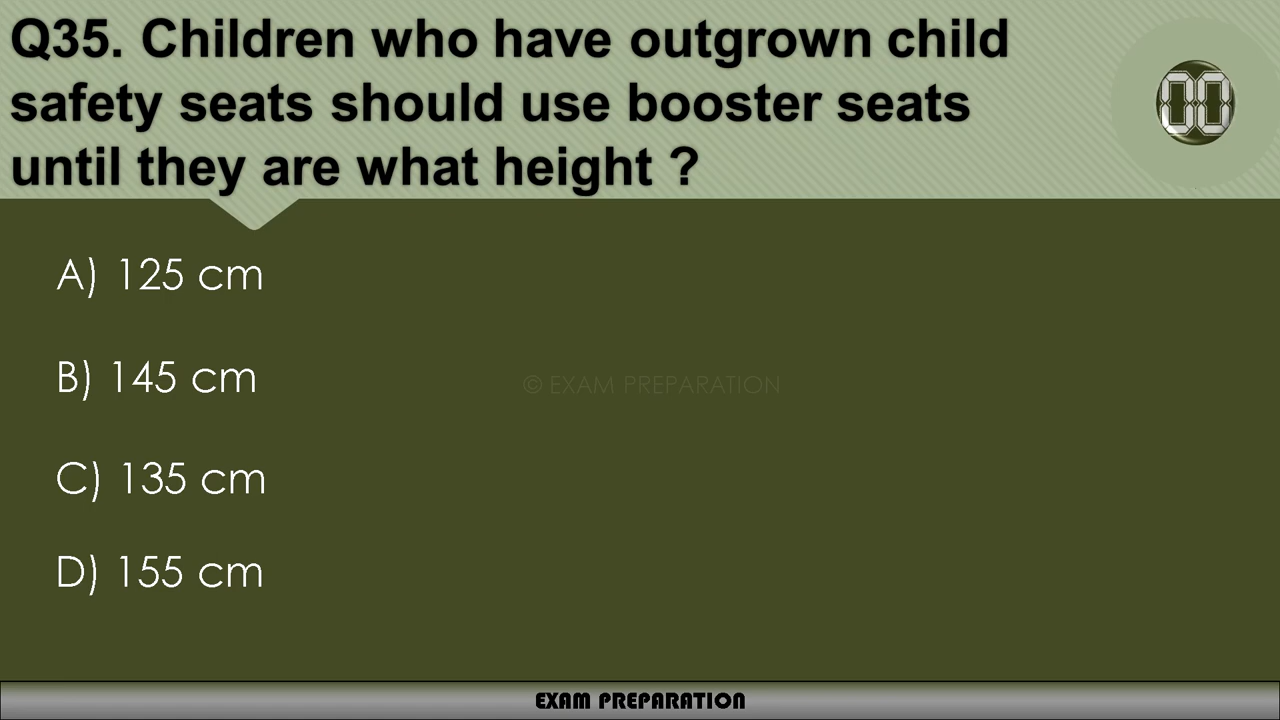 Q35. Children who have outgrown child
safety seats should use booster seats
until they are what height ?
00
A) 125 cm
B) 145 cm
© EXAM PREPARATION
C) 135 cm
D) 155 cm
EXAM PREPARATION